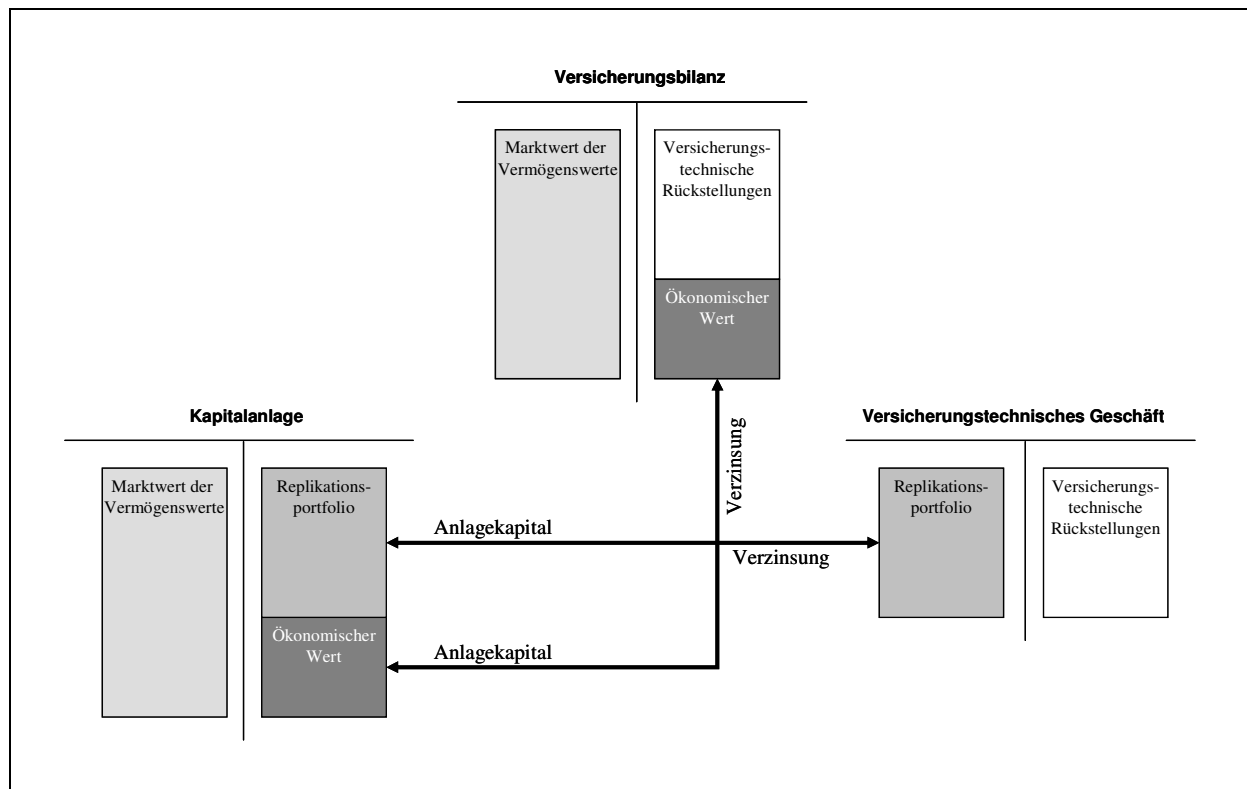 Versicherungsbilanz
Marktwert der
Vermögenswerte
Versicherungs-
technische
Rückstellungen
Ökonomischer
Wert
Kapitalanlage
Marktwert der
Vermögenswerte
Replikations-
portfolio
Ökonomischer
Wert
Anlagekapital
Anlagekapital
Verzinsung
Verzinsung
Versicherungstechnisches Geschäft
Replikations-
portfolio
Versicherungs-
technische
Rückstellungen